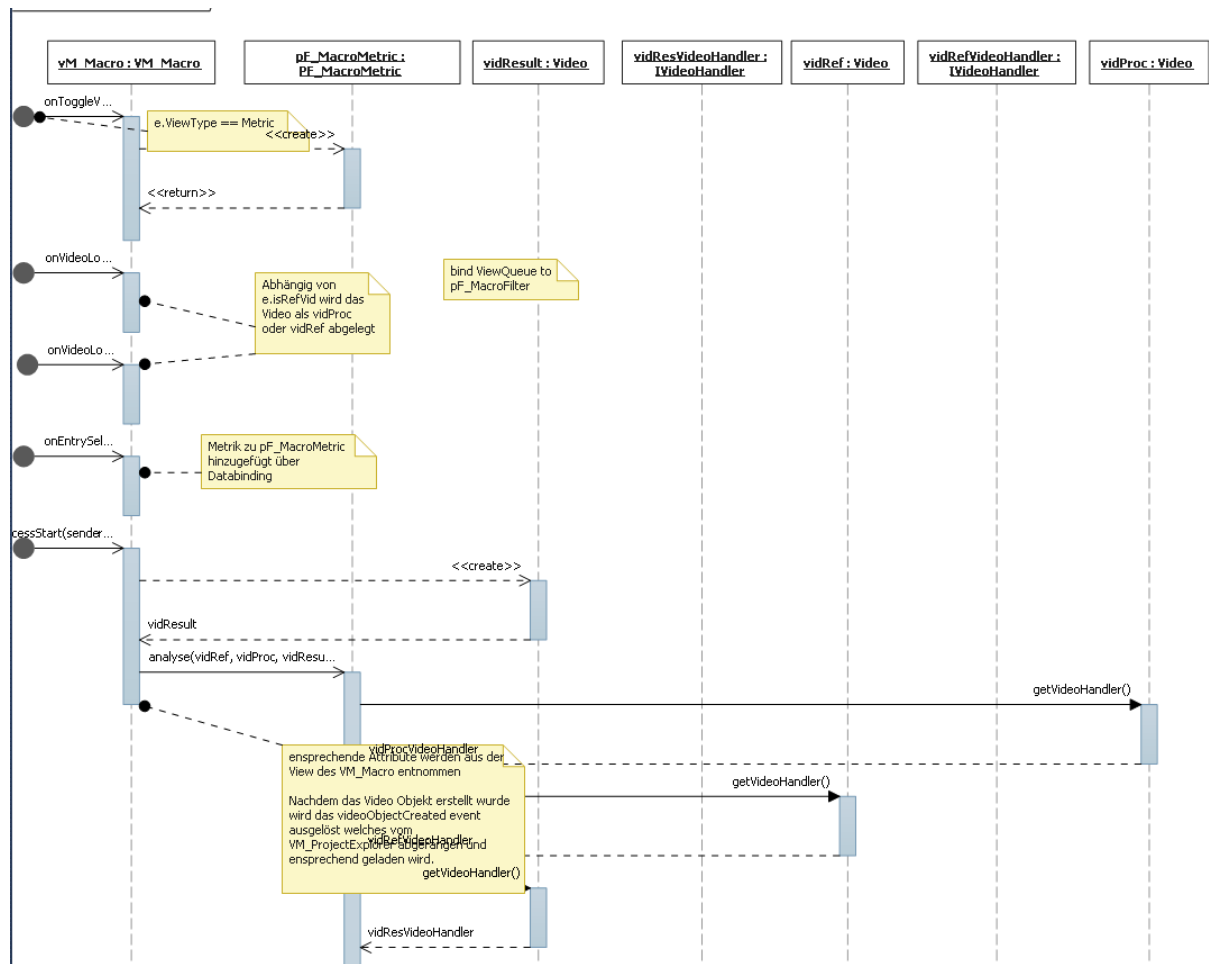 vM_Macro : VM_Macro
pF_MacroMetric :
PF_MacroMetric
vidResult : Video
vidResVideoHandler :
IVideoHandler
vidRef : Video
vidRefVideoHandler :
IVideoHandler
vidProc : Video
onToggleV...
e.ViewType == Metric
<<create>>
<<return>>
onVideoLo...
bind ViewQueue to
pF_MacroFilter
Abhängig von
e.isRefVid wird das
Video als vidProc
oder vidRef abgelegt
onVideoLo...
onEntrySel...
Metrik zu pF_MacroMetric
hinzugefügt über
Databinding
cessStart(sender...
<<create>>
vidResult
analyse(vidRef, vidProc, vidResu...
getVideoHandler()
vidProcVideoHandler
ensprechende Attribute werden aus der
View des VM_Macro entnommen
getVideoHandler()
Nachdem das Video Objekt erstellt wurde
wird das videoObjectCreated event
ausgelöst welches vom
vidRefVideoHandler
VM_ProjectExplorer abgefangen und
ensprechend geladen wird.
getVideoHandler()
vidResVideoHandler